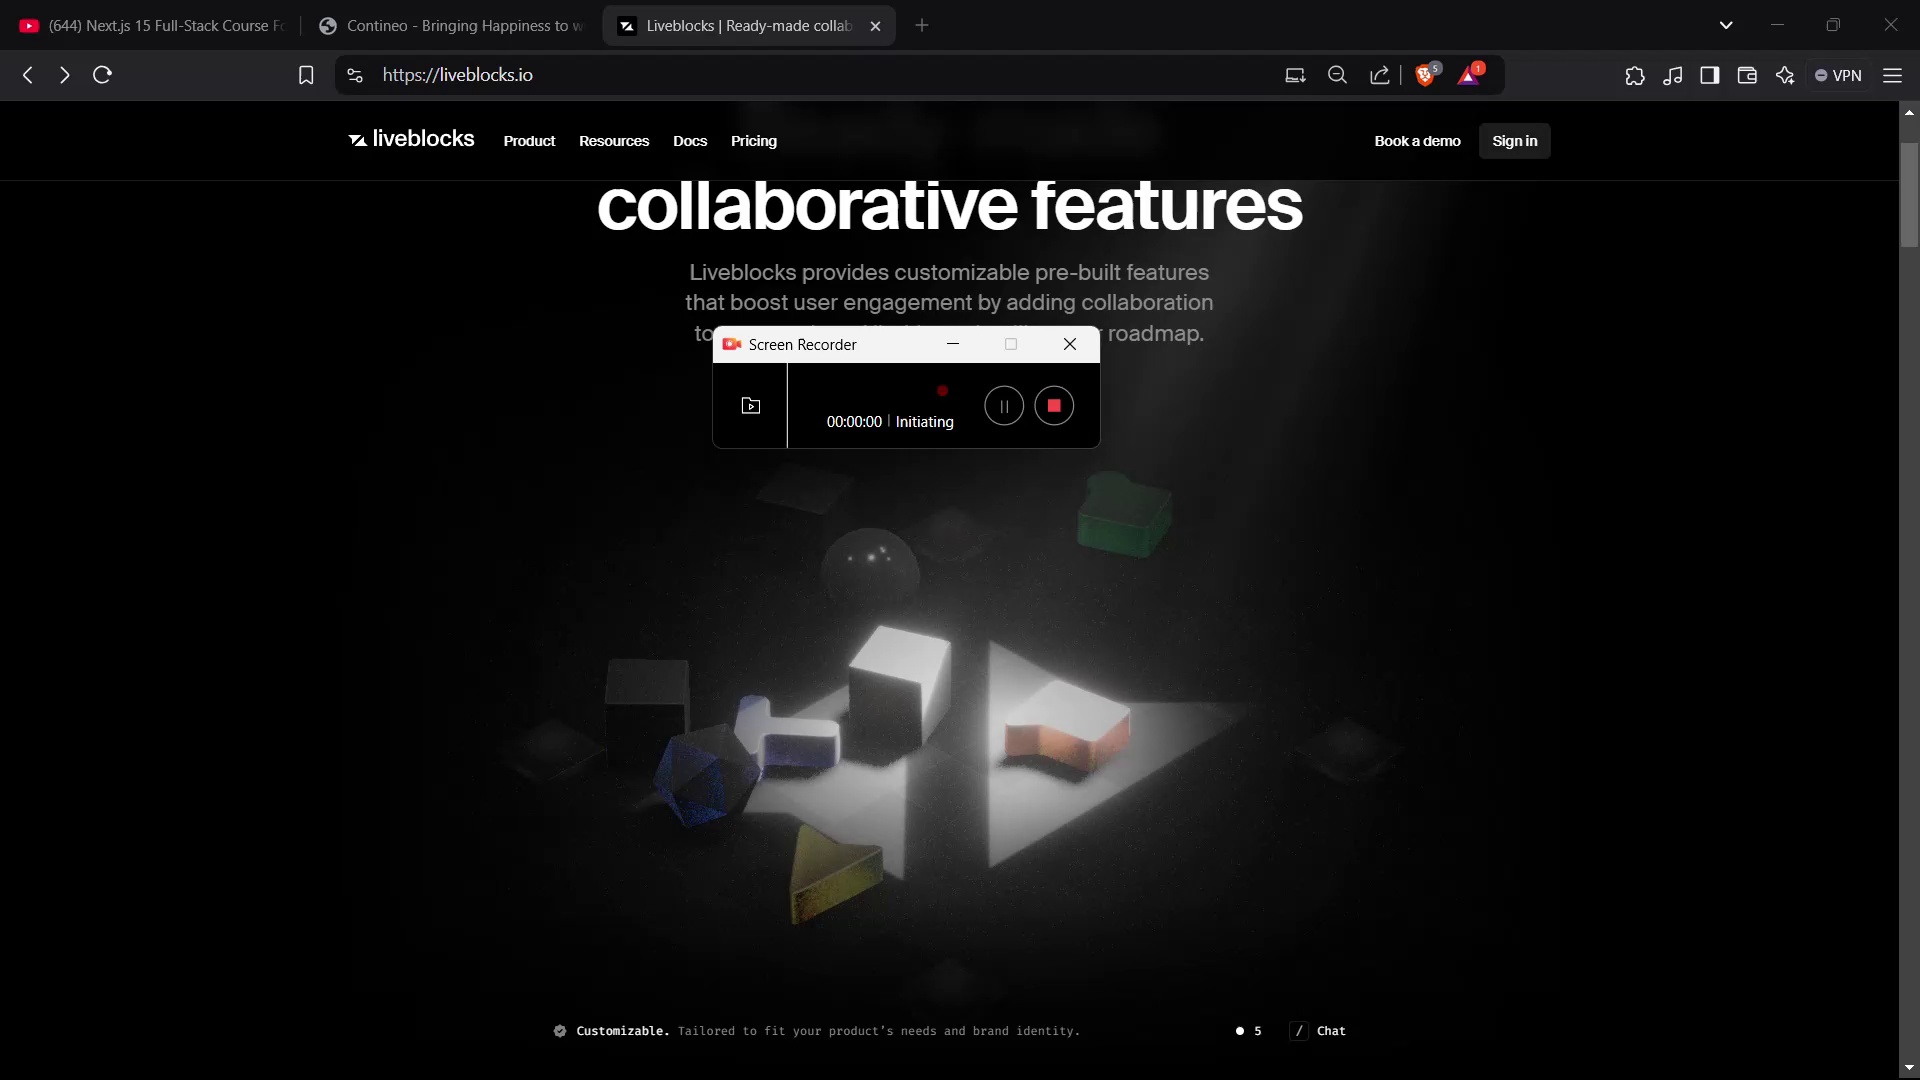 (644) Next.js 15 Full-Stack Course Fo
Contineo - Bringing Happiness to w
Liveblocks | Ready-made collab
https://liveblocks.io
5
1
VPN
liveblocks
Product
Resources
Docs
Pricing
Book a demo
Sign in
collaborative features
Liveblocks provides customizable pre-built features
that boost user engagement by adding collaboration
to roadmap.
Screen Recorder
00:00:00 | Initiating
Customizable. Tailored to fit your product's needs and brand identity.
5
/ Chat